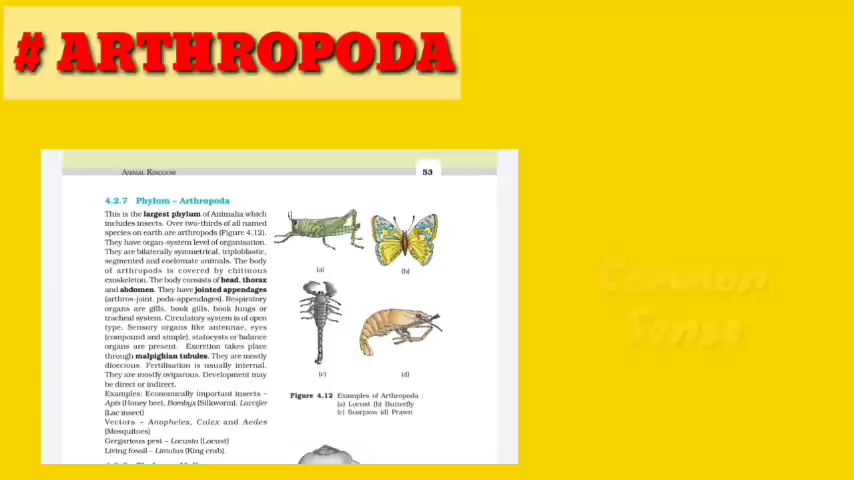 # ARTHROPODA
ANIMAL KINGDOM
53
4.2.7 Phylum – Arthropoda
This is the largest phylum of Animalia which
includes insects. Over two-thirds of all named
species on earth are arthropods (Figure 4.12).
They have organ-system level of organisation.
They are bilaterally symmetrical, triploblastic,
segmented and coelomate animals. The body
of arthropods is covered by chitinous
exoskeleton. The body consists of head, thorax
and abdomen. They have jointed appendages
(arthros-joint, poda-appendages). Respiratory
organs are gills, book gills, book lungs or
tracheal system. Circulatory system is of open
type. Sensory organs like antennae, eyes
(compound and simple), statocysts or balance
organs are present. Excretion takes place
through malpighian tubules. They are mostly
dioecious. Fertilisation is usually internal.
They are mostly oviparous. Development may
be direct or indirect.
Examples: Economically important insects –
Apis (Honey bee), Bombyx (Silkworm), Laccifer
(Lac insect)
Vectors – Anopheles, Culex and Aedes
(Mosquitoes)
Gregarious pest – Locusta (Locust)
Living fossil – Limulus (King crab).
(a)
(b)
(c)
(d)
Figure 4.12 Examples of Arthropoda :
(a) Locust (b) Butterfly
(c) Scorpion (d) Prawn
Common
Sense